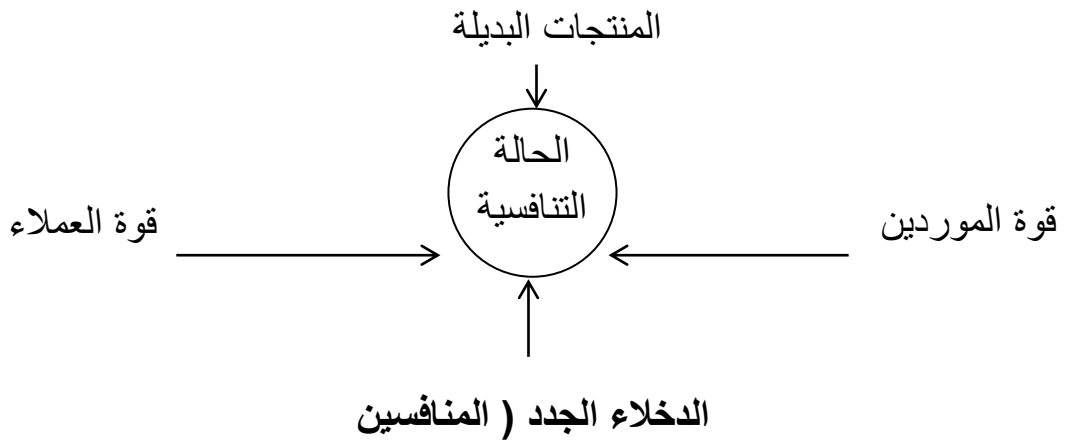 المنتجات البديلة
الحالة
التنافسية
قوة الموردين
قوة العملاء
الدخلاء الجدد ( المنافسين